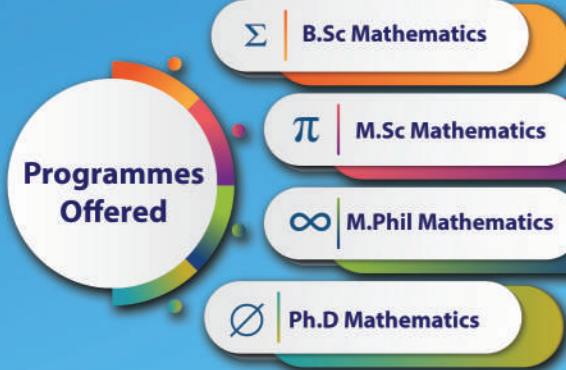 Programmes
Offered
Σ B.Sc Mathematics
π M.Sc Mathematics
∞ M.Phil Mathematics
∅ Ph.D Mathematics